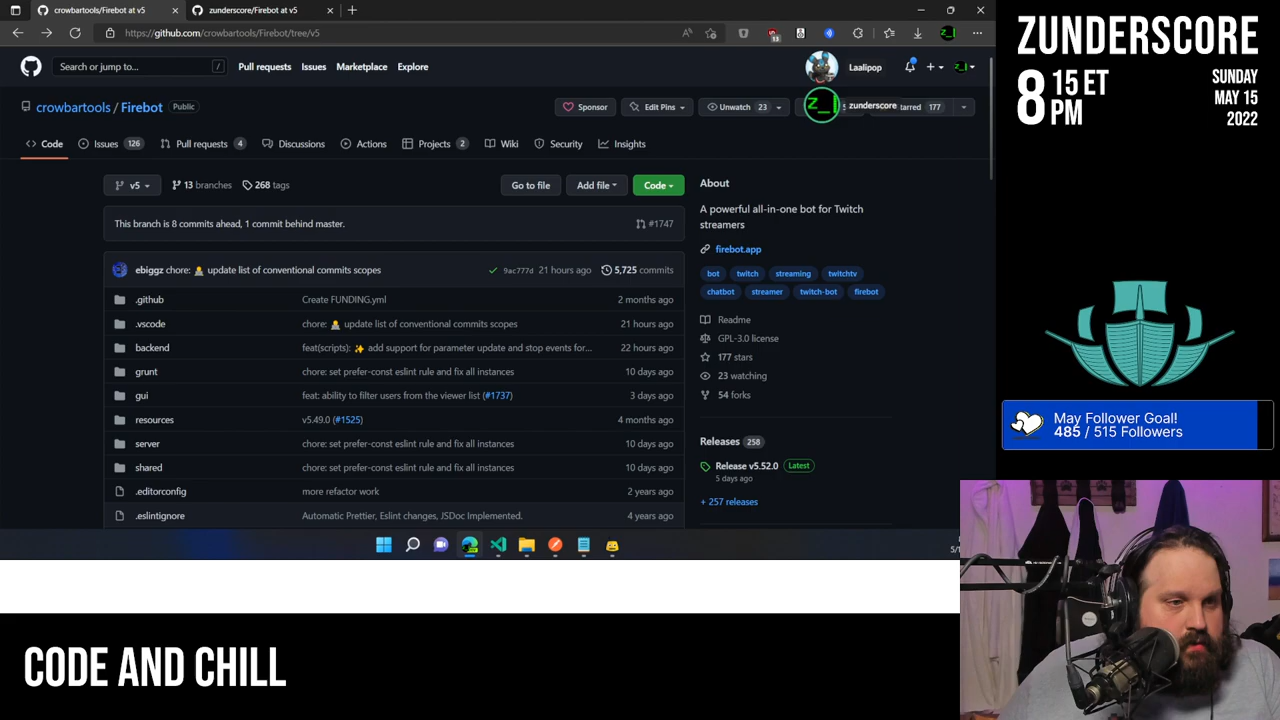 crowbartools/Firebot at v5
zunderscore/Firebot at v5
https://github.com/crowbartools/Firebot/tree/v5
13
Z_|
Search or jump to...
/
Pull requests
Issues
Marketplace
Explore
Laalipop
crowbartools / Firebot
Public
Sponsor
Edit Pins
Unwatch 23
Z_|
zunderscore
arred 177
Code
Issues 126
Pull requests 4
Discussions
Actions
Projects 2
Wiki
Security
Insights
v5
13 branches
268 tags
Go to file
Add file
Code
This branch is 8 commits ahead, 1 commit behind master.
#1747
ebiggz chore: update list of conventional commits scopes
9ac777d 21 hours ago
5,725 commits
.github Create FUNDING.yml 2 months ago
.vscode chore: update list of conventional commits scopes 21 hours ago
backend feat(scripts): add support for parameter update and stop events for... 22 hours ago
grunt chore: set prefer-const eslint rule and fix all instances 10 days ago
gui feat: ability to filter users from the viewer list (#1737) 3 days ago
resources v5.49.0 (#1525) 4 months ago
server chore: set prefer-const eslint rule and fix all instances 10 days ago
shared chore: set prefer-const eslint rule and fix all instances 10 days ago
.editorconfig more refactor work 2 years ago
.eslintignore Automatic Prettier, Eslint changes, JSDoc Implemented. 4 years ago
About
A powerful all-in-one bot for Twitch
streamers
firebot.app
bot twitch streaming twitchtv
chatbot streamer twitch-bot firebot
Readme
GPL-3.0 license
177 stars
23 watching
54 forks
Releases 258
Release v5.52.0 Latest
5 days ago
+ 257 releases
5/1
ZUNDERSCORE
8 15 ET
PM
SUNDAY
MAY 15
2022
May Follower Goal!
485 / 515 Followers
CODE AND CHILL